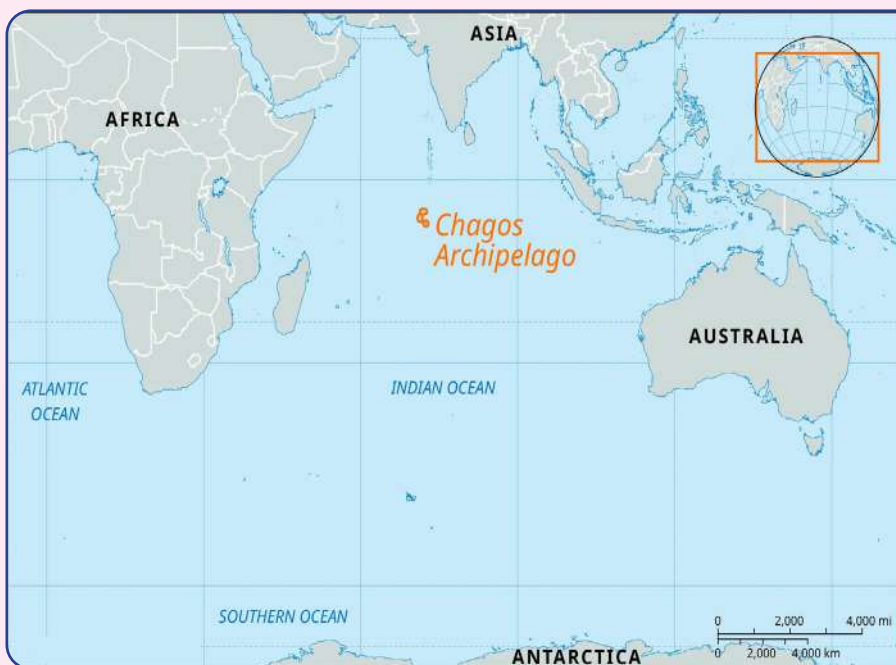 ASIA
AFRICA
Chagos
Archipelago
AUSTRALIA
ATLANTIC
OCEAN
INDIAN OCEAN
SOUTHERN OCEAN
0 2,000 4,000 mi
0 2,000 4,000 km
ANTARCTICA